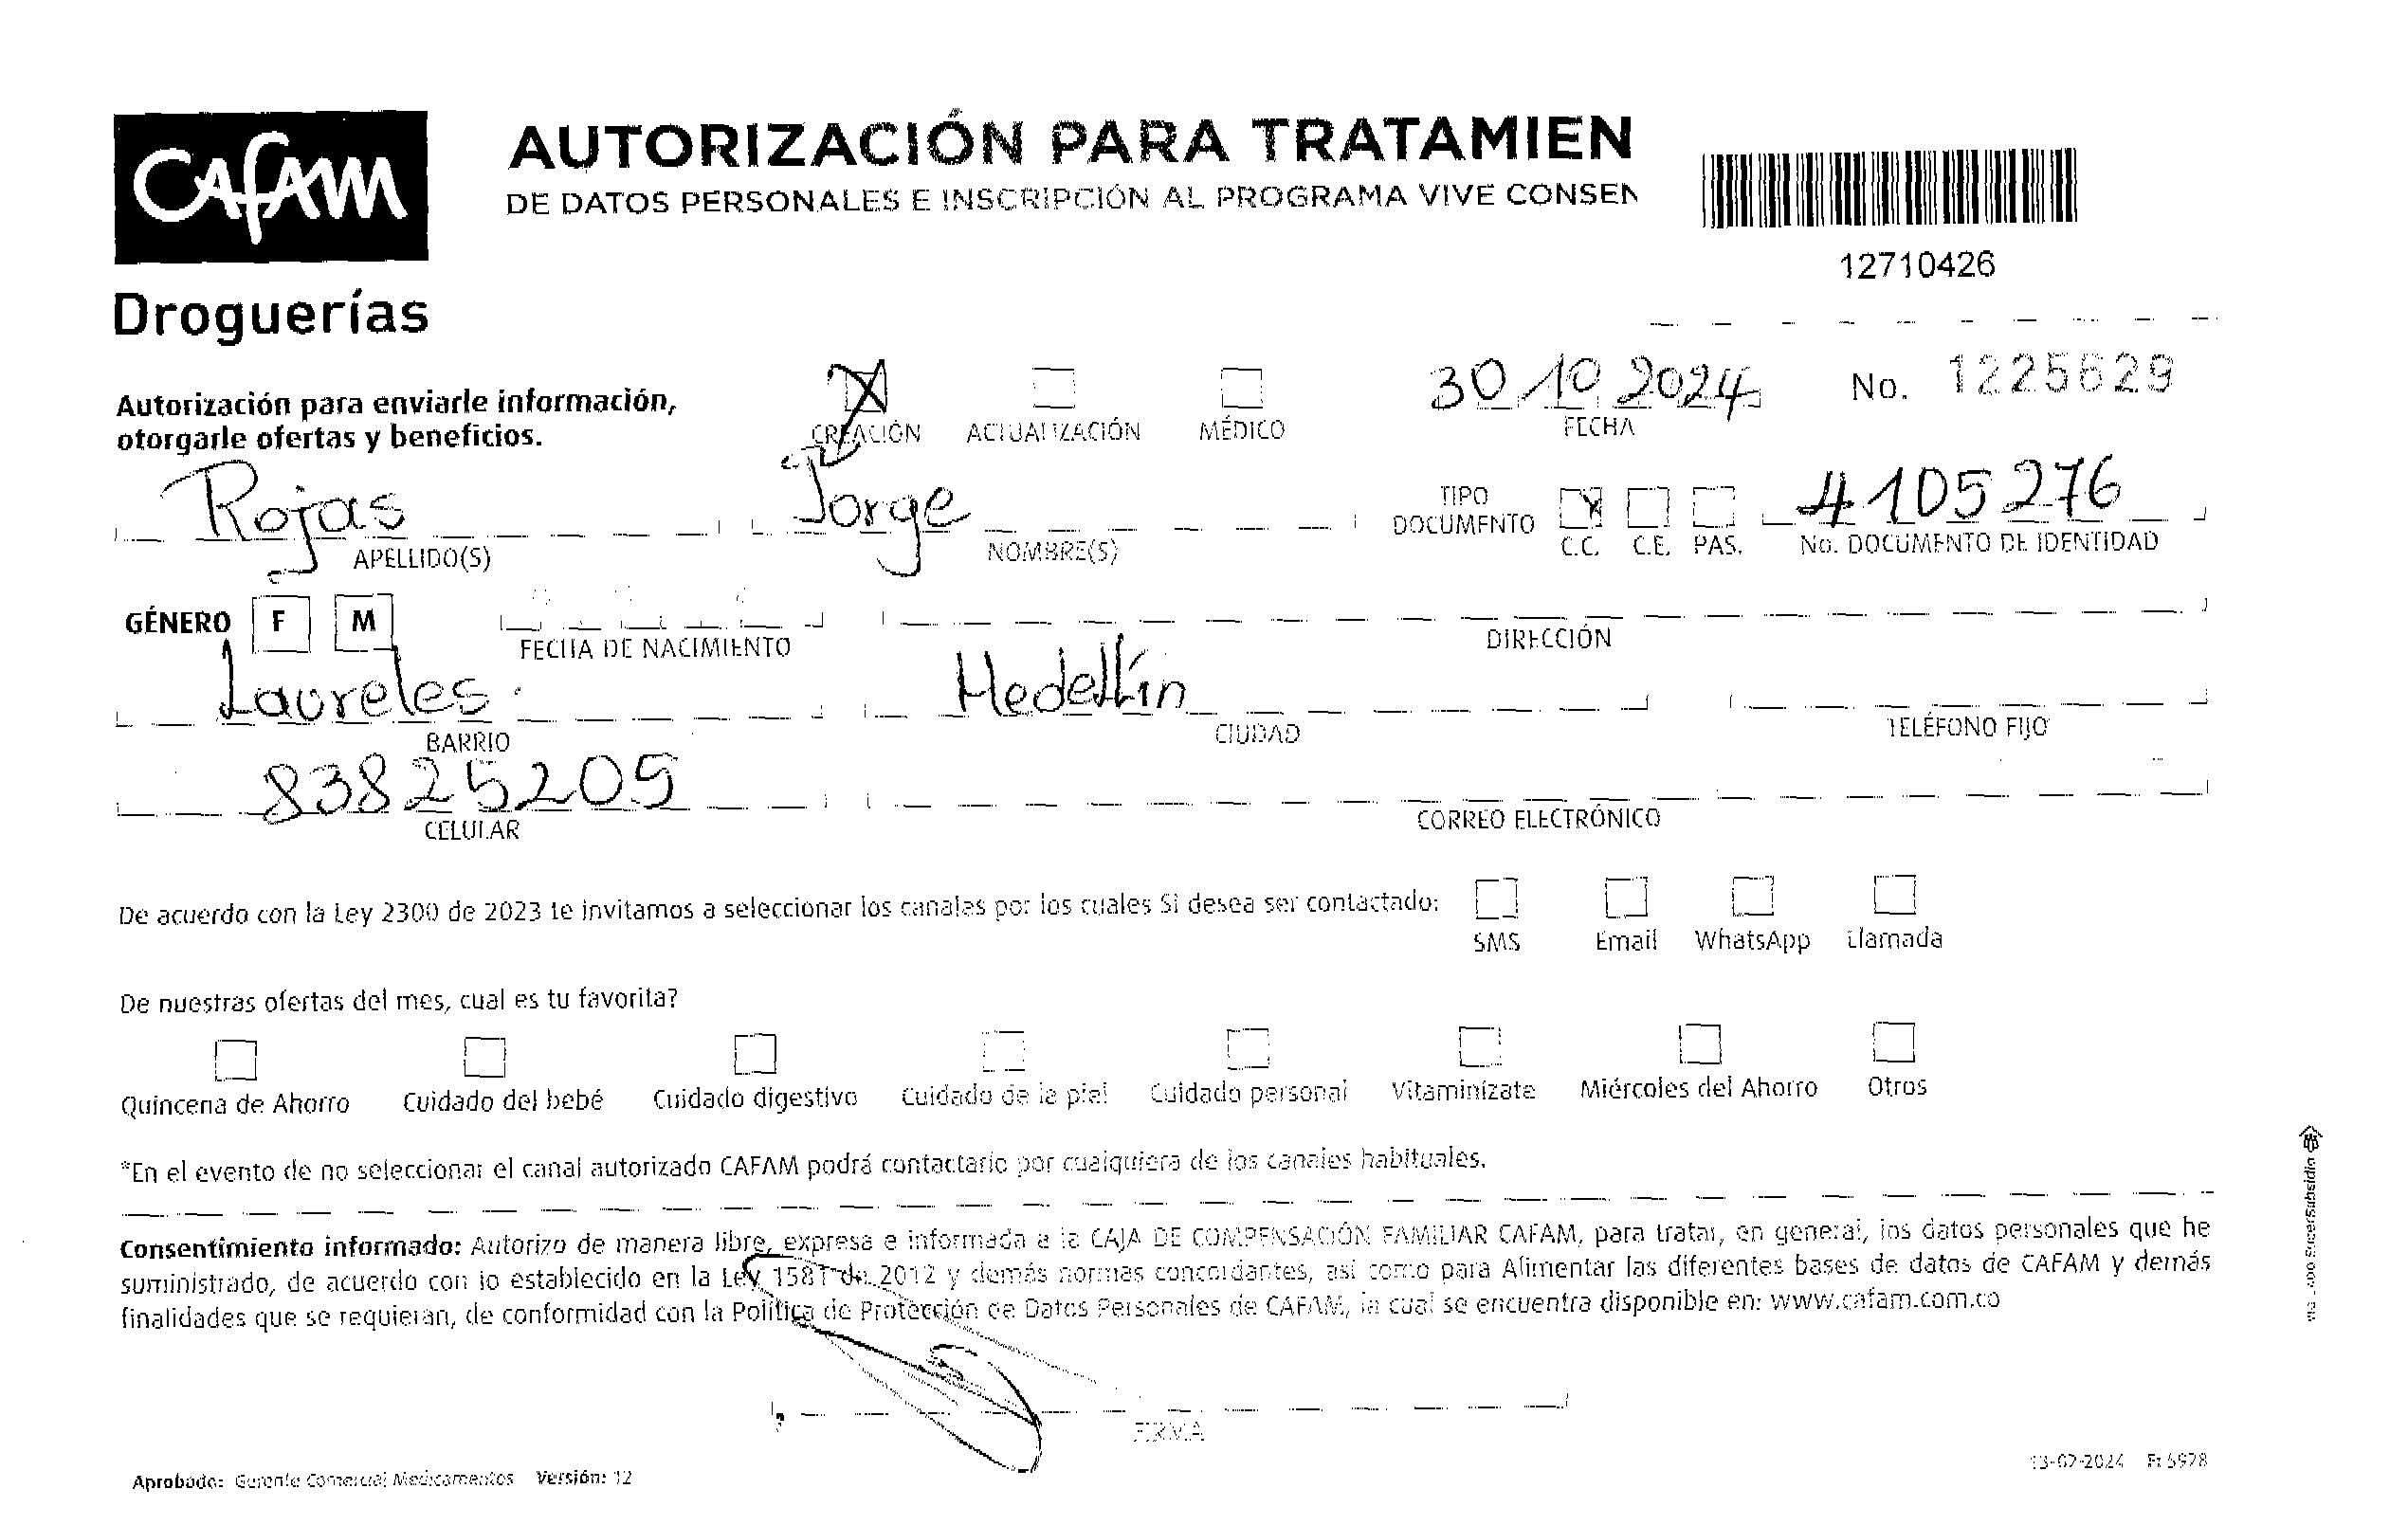 CAFAM
Droguerías
AUTORIZACIÓN PARA TRATAMIEN
DE DATOS PERSONALES E INSCRIPCIÓN AL PROGRAMA VIVE CONSEN
12710426
Autorización para enviarle información,
otorgarle ofertas y beneficios.
CREACIÓN ACTUALIZACIÓN MÉDICO
30 10 2024
FECHA
No. 1225629
Rojas
APELLIDO(S)
Jorge
NOMBRE(S)
TIPO
DOCUMENTO
C.C. C.E. PAS.
4105276
No. DOCUMENTO DE IDENTIDAD
GÉNERO F M
FECHA DE NACIMIENTO
DIRECCIÓN
Laureles
BARRIO
Medellín
CIUDAD
TELÉFONO FIJO
83825205
CELULAR
CORREO ELECTRÓNICO
De acuerdo con la Ley 2300 de 2023 te invitamos a seleccionar los canales por los cuales Si desea ser contactado:
SMS Email WhatsApp Llamada
De nuestras ofertas del mes, cual es tu favorita?
Quincena de Ahorro Cuidado del bebé Cuidado digestivo Cuidado de la piel Cuidado personal Vitaminízate Miércoles del Ahorro Otros
*En el evento de no seleccionar el canal autorizado CAFAM podrá contactarlo por cualquiera de los canales habituales.
Consentimiento informado: Autorizo de manera libre, expresa e informada a la CAJA DE COMPENSACIÓN FAMILIAR CAFAM, para tratar, en general, los datos personales que he
suministrado, de acuerdo con lo establecido en la Ley 1581 de 2012 y demás normas concordantes, así como para Alimentar las diferentes bases de datos de CAFAM y demás
finalidades que se requieran, de conformidad con la Política de Protección de Datos Personales de CAFAM, la cual se encuentra disponible en: www.cafam.com.co
FIRMA
Aprobado: Gerente Comercial Medicamentos Versión: 12
13-02-2024 Ft 5928
SuperSubsidio